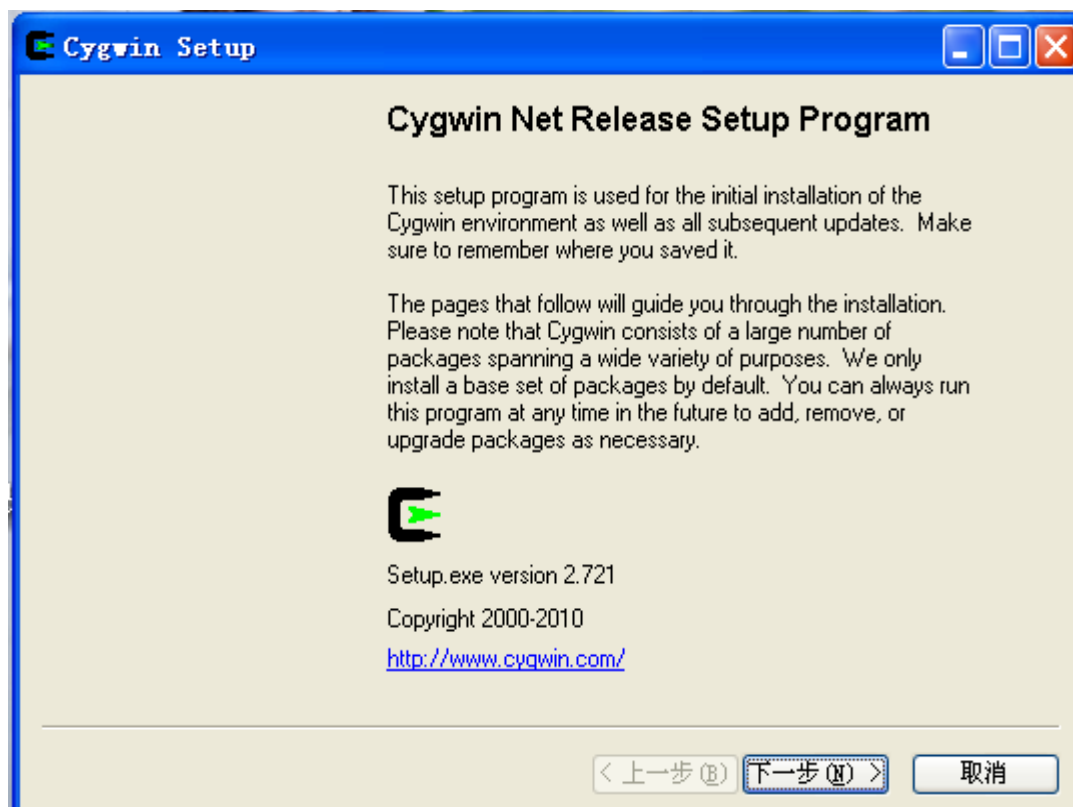 Cygwin Setup
Cygwin Net Release Setup Program
This setup program is used for the initial installation of the
Cygwin environment as well as all subsequent updates.  Make
sure to remember where you saved it.
The pages that follow will guide you through the installation.
Please note that Cygwin consists of a large number of
packages spanning a wide variety of purposes.  We only
install a base set of packages by default.  You can always run
this program at any time in the future to add, remove, or
upgrade packages as necessary.
Setup.exe version 2.721
Copyright 2000-2010
http://www.cygwin.com/
< 上一步(B) 下一步(N) > 取消